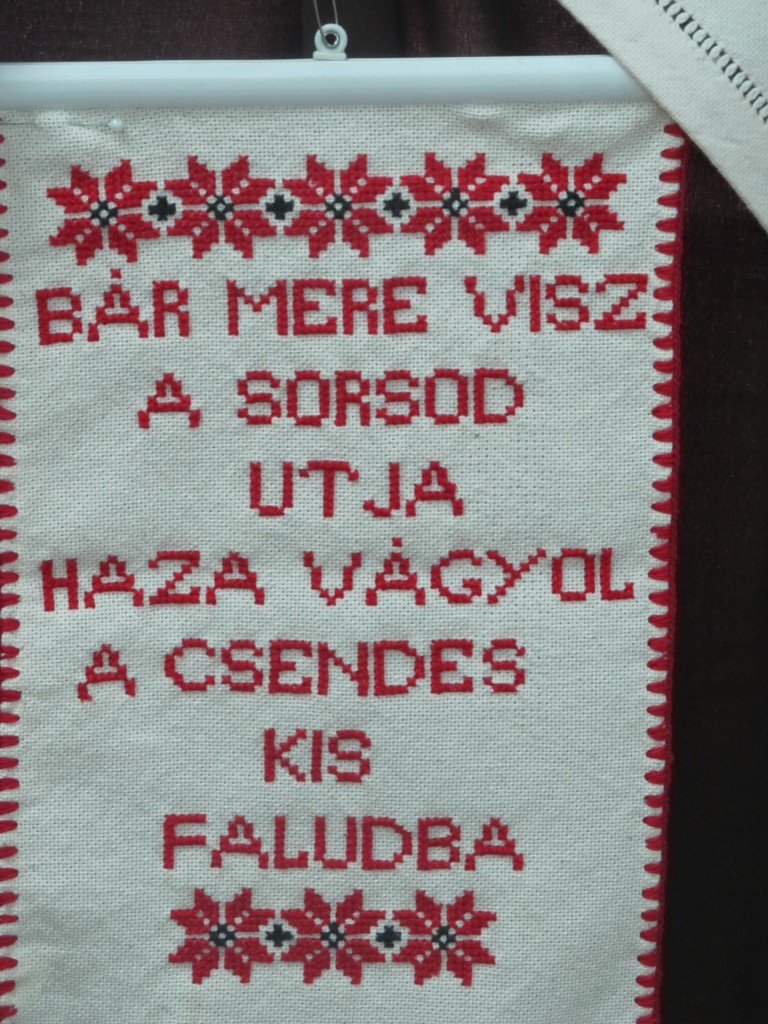 BÁR MERE VISZ
A SORSOD
UTJA
HAZA VÁGYOL
A CSENDES
KIS
FALUDBA